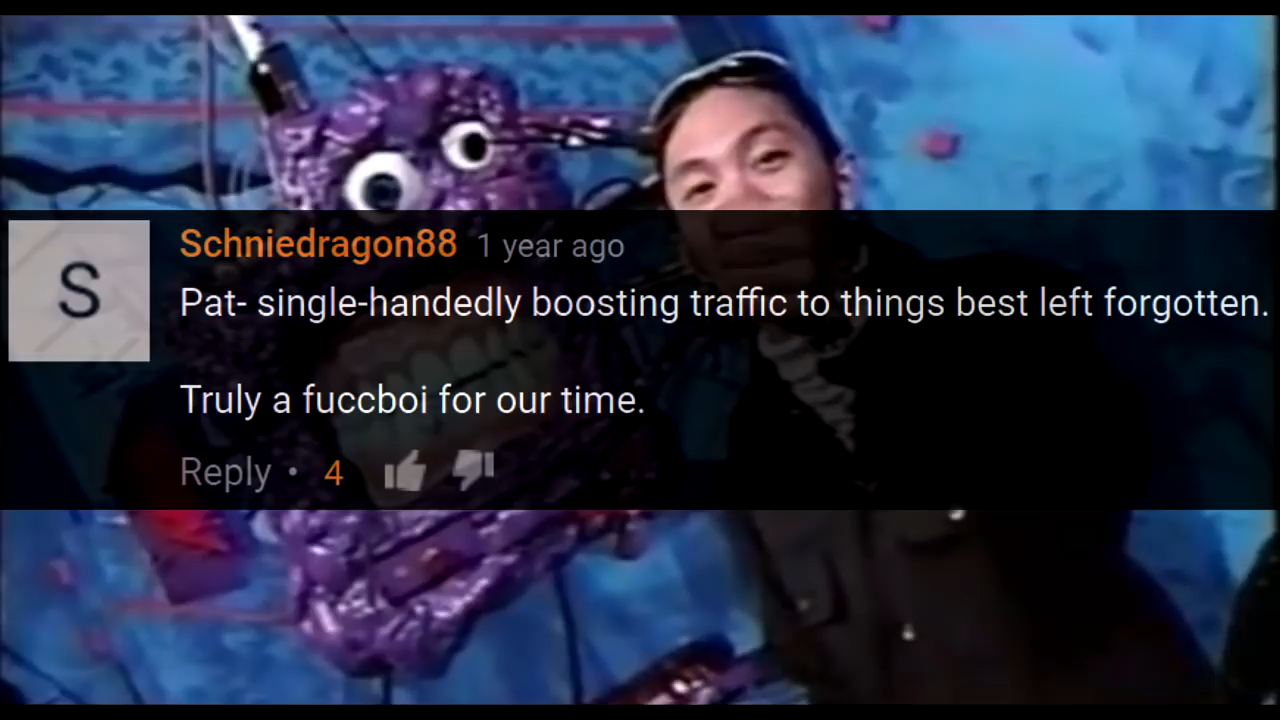 S
Schniedragon88 1 year ago
Pat- single-handedly boosting traffic to things best left forgotten.
Truly a fuccboi for our time.
Reply • 4